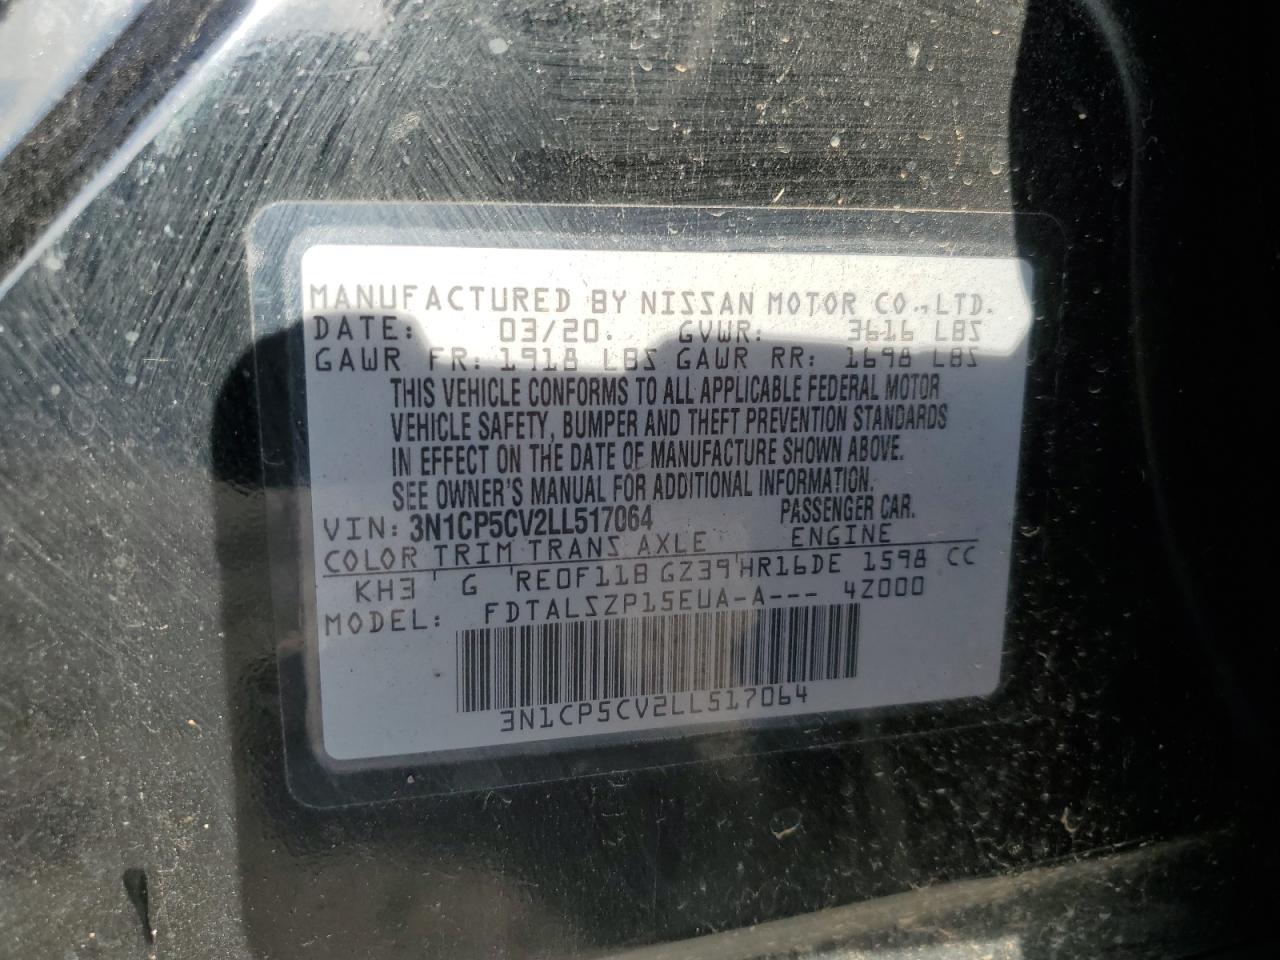 MANUFACTURED BY NISSAN MOTOR CO.,LTD.
DATE: 03/20. GVWR: 3616 LBS
GAWR FR: 1918 LBS GAWR RR: 1698 LBS
THIS VEHICLE CONFORMS TO ALL APPLICABLE FEDERAL MOTOR
VEHICLE SAFETY, BUMPER AND THEFT PREVENTION STANDARDS
IN EFFECT ON THE DATE OF MANUFACTURE SHOWN ABOVE.
SEE OWNER'S MANUAL FOR ADDITIONAL INFORMATION.
VIN: 3N1CP5CV2LL517064 PASSENGER CAR.
COLOR TRIM TRANS AXLE ENGINE
KH3 G RE0F11B GZ39 HR16DE 1598 CC
MODEL: FDTALSZP15EUA-A--- 4Z000
3N1CP5CV2LL517064